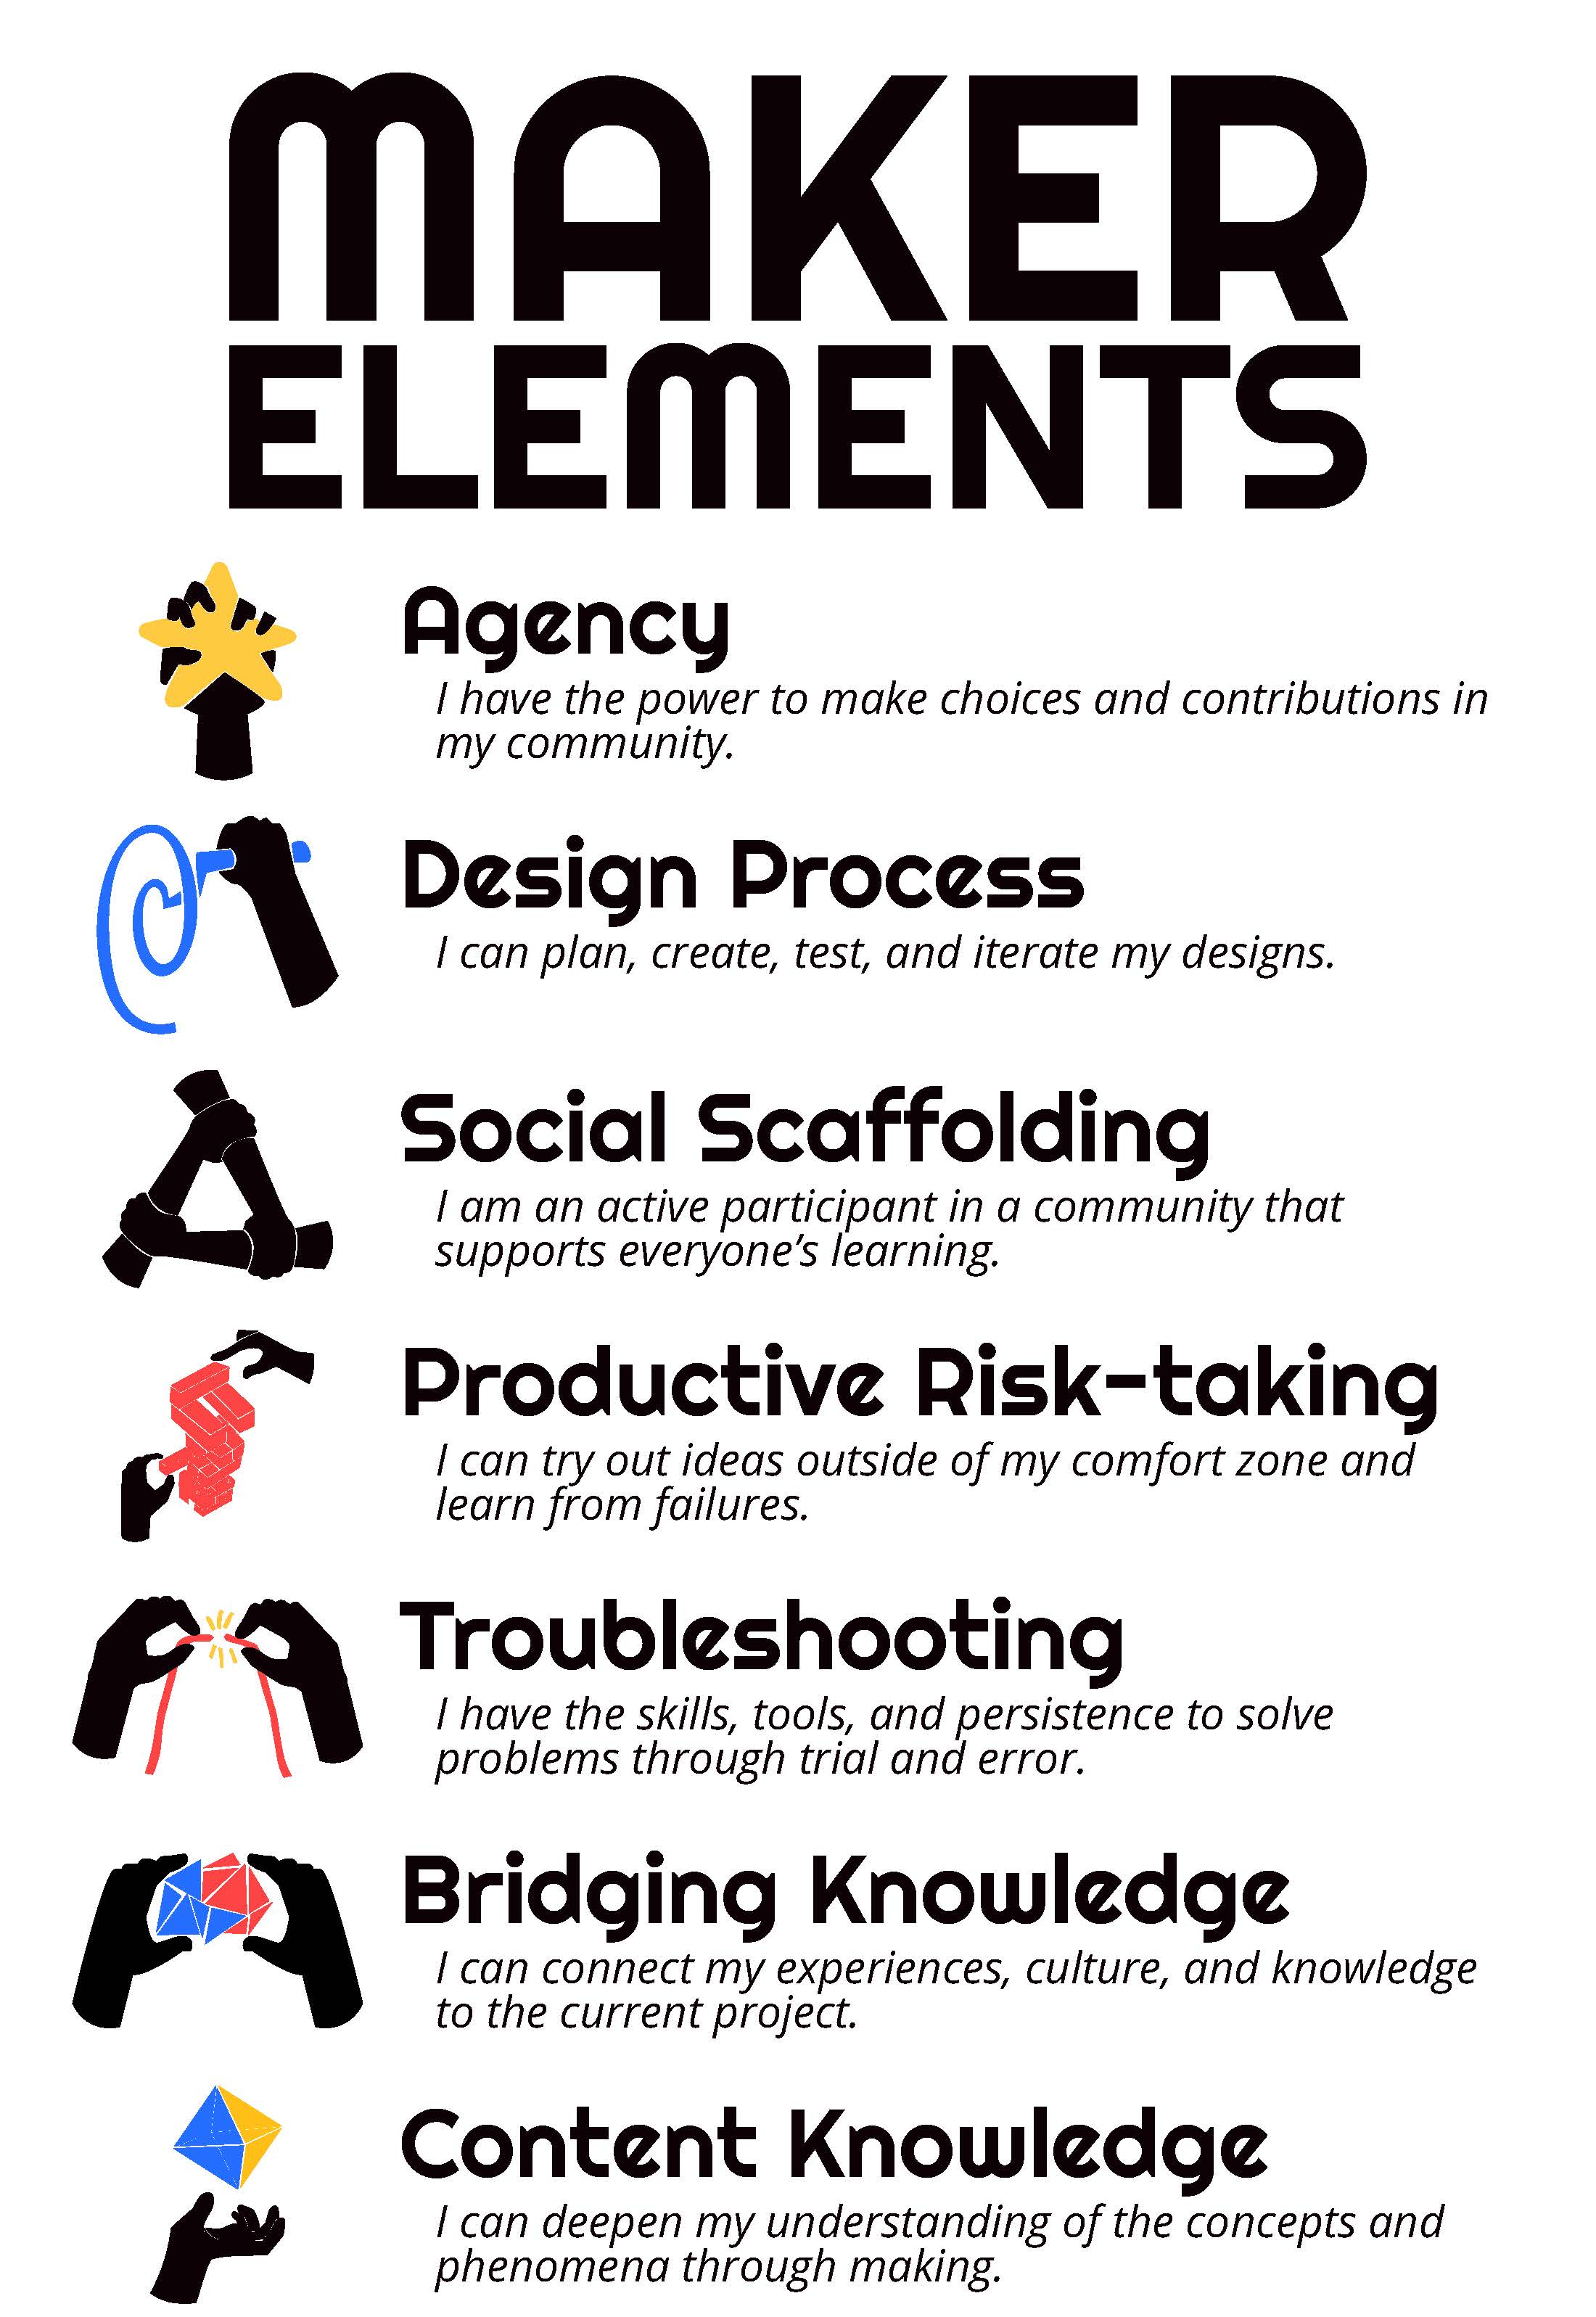 MAKER
ELEMENTS
Agency
I have the power to make choices and contributions in
my community.
Design Process
I can plan, create, test, and iterate my designs.
Social Scaffolding
I am an active participant in a community that
supports everyone’s learning.
Productive Risk-taking
I can try out ideas outside of my comfort zone and
learn from failures.
Troubleshooting
I have the skills, tools, and persistence to solve
problems through trial and error.
Bridging Knowledge
I can connect my experiences, culture, and knowledge
to the current project.
Content Knowledge
I can deepen my understanding of the concepts and
phenomena through making.